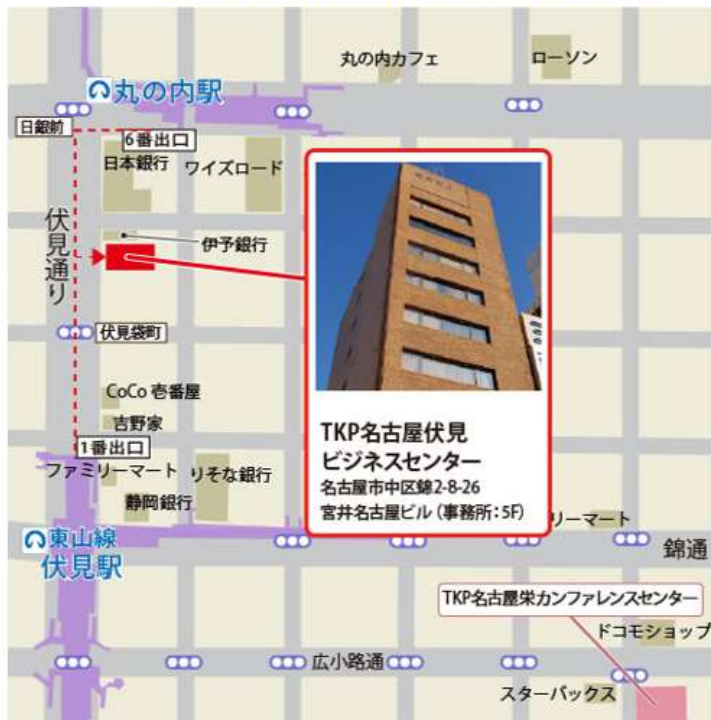 丸の内カフェ
ローソン
丸の内駅
日銀前
6番出口
日本銀行
ワイズロード
伏見通り
伊予銀行
伏見袋町
CoCo 壱番屋
吉野家
1番出口
ファミリーマート
りそな銀行
静岡銀行
TKP名古屋伏見
ビジネスセンター
名古屋市中区錦2-8-26
宮井名古屋ビル（事務所：5F）
リーマート
東山線
伏見駅
錦通
TKP名古屋栄カンファレンスセンター
ドコモショップ
広小路通
スターバックス